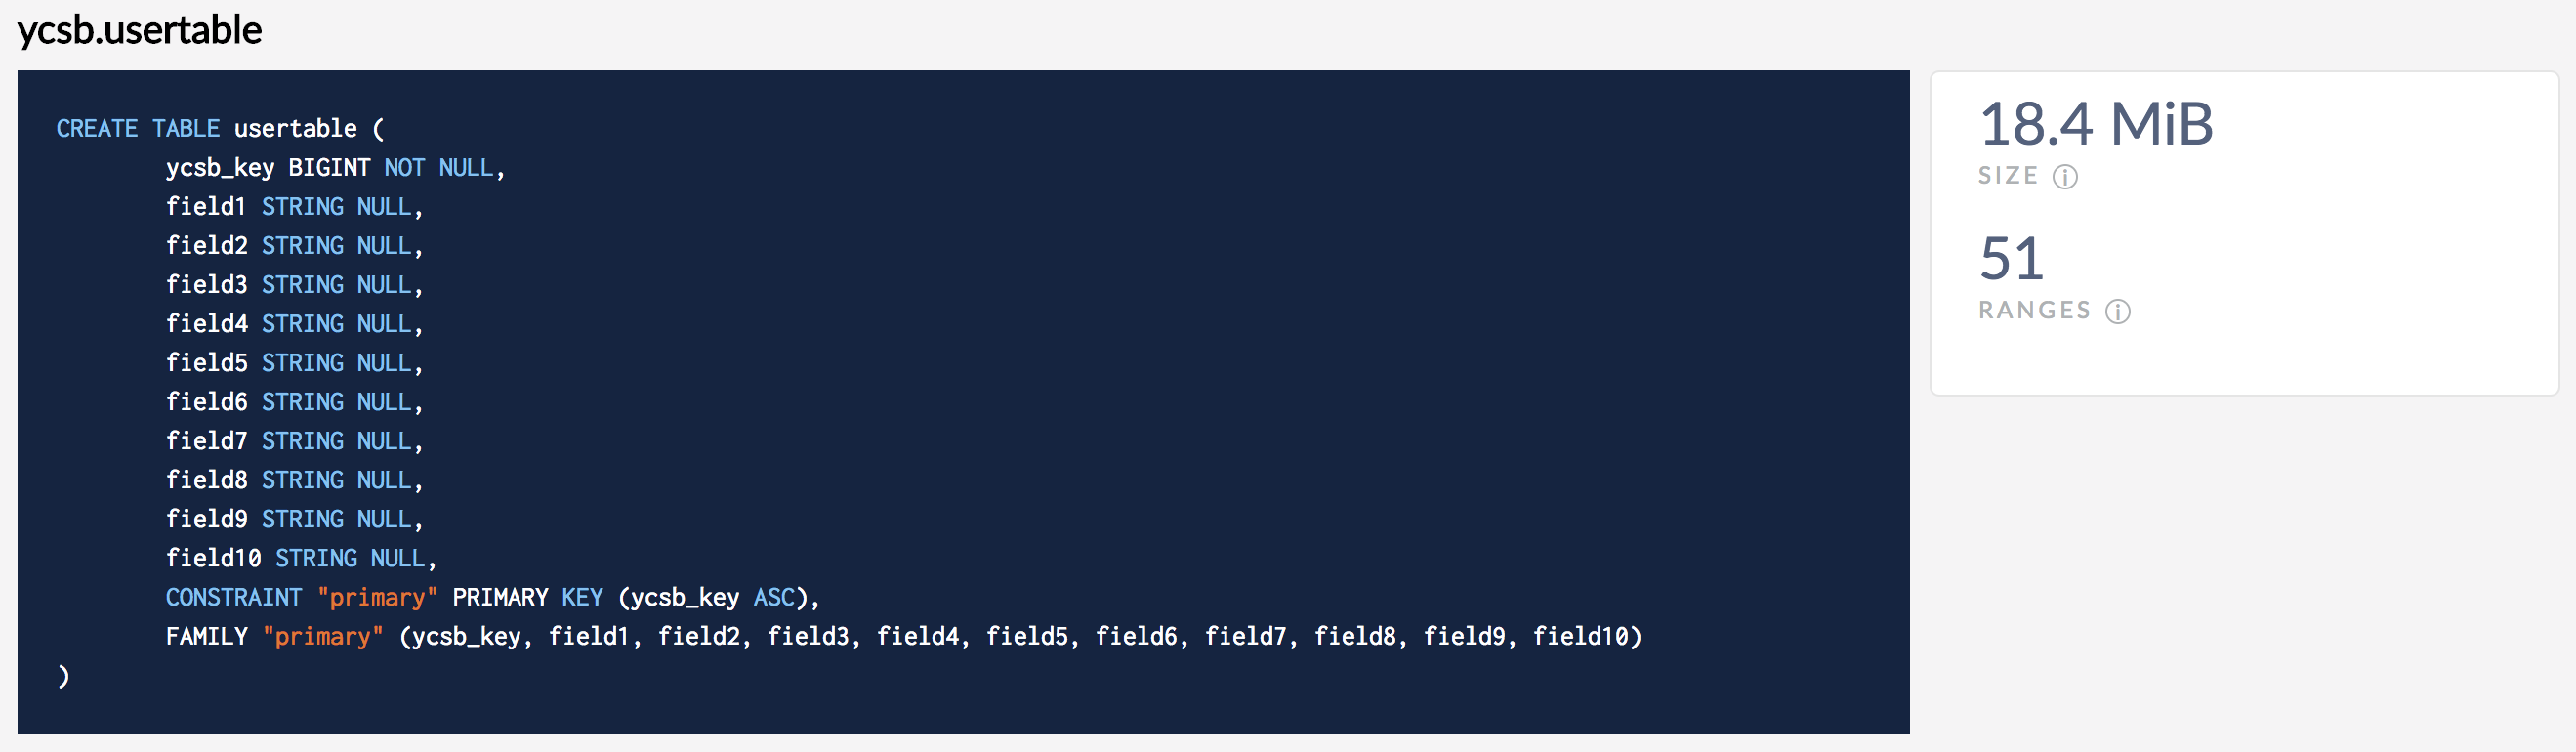 ycsb.usertable
CREATE TABLE usertable (
ycsb_key BIGINT NOT NULL,
field1 STRING NULL,
field2 STRING NULL,
field3 STRING NULL,
field4 STRING NULL,
field5 STRING NULL,
field6 STRING NULL,
field7 STRING NULL,
field8 STRING NULL,
field9 STRING NULL,
field10 STRING NULL,
CONSTRAINT "primary" PRIMARY KEY (ycsb_key ASC),
FAMILY "primary" (ycsb_key, field1, field2, field3, field4, field5, field6, field7, field8, field9, field10)
)
18.4 MiB
SIZE
51
RANGES